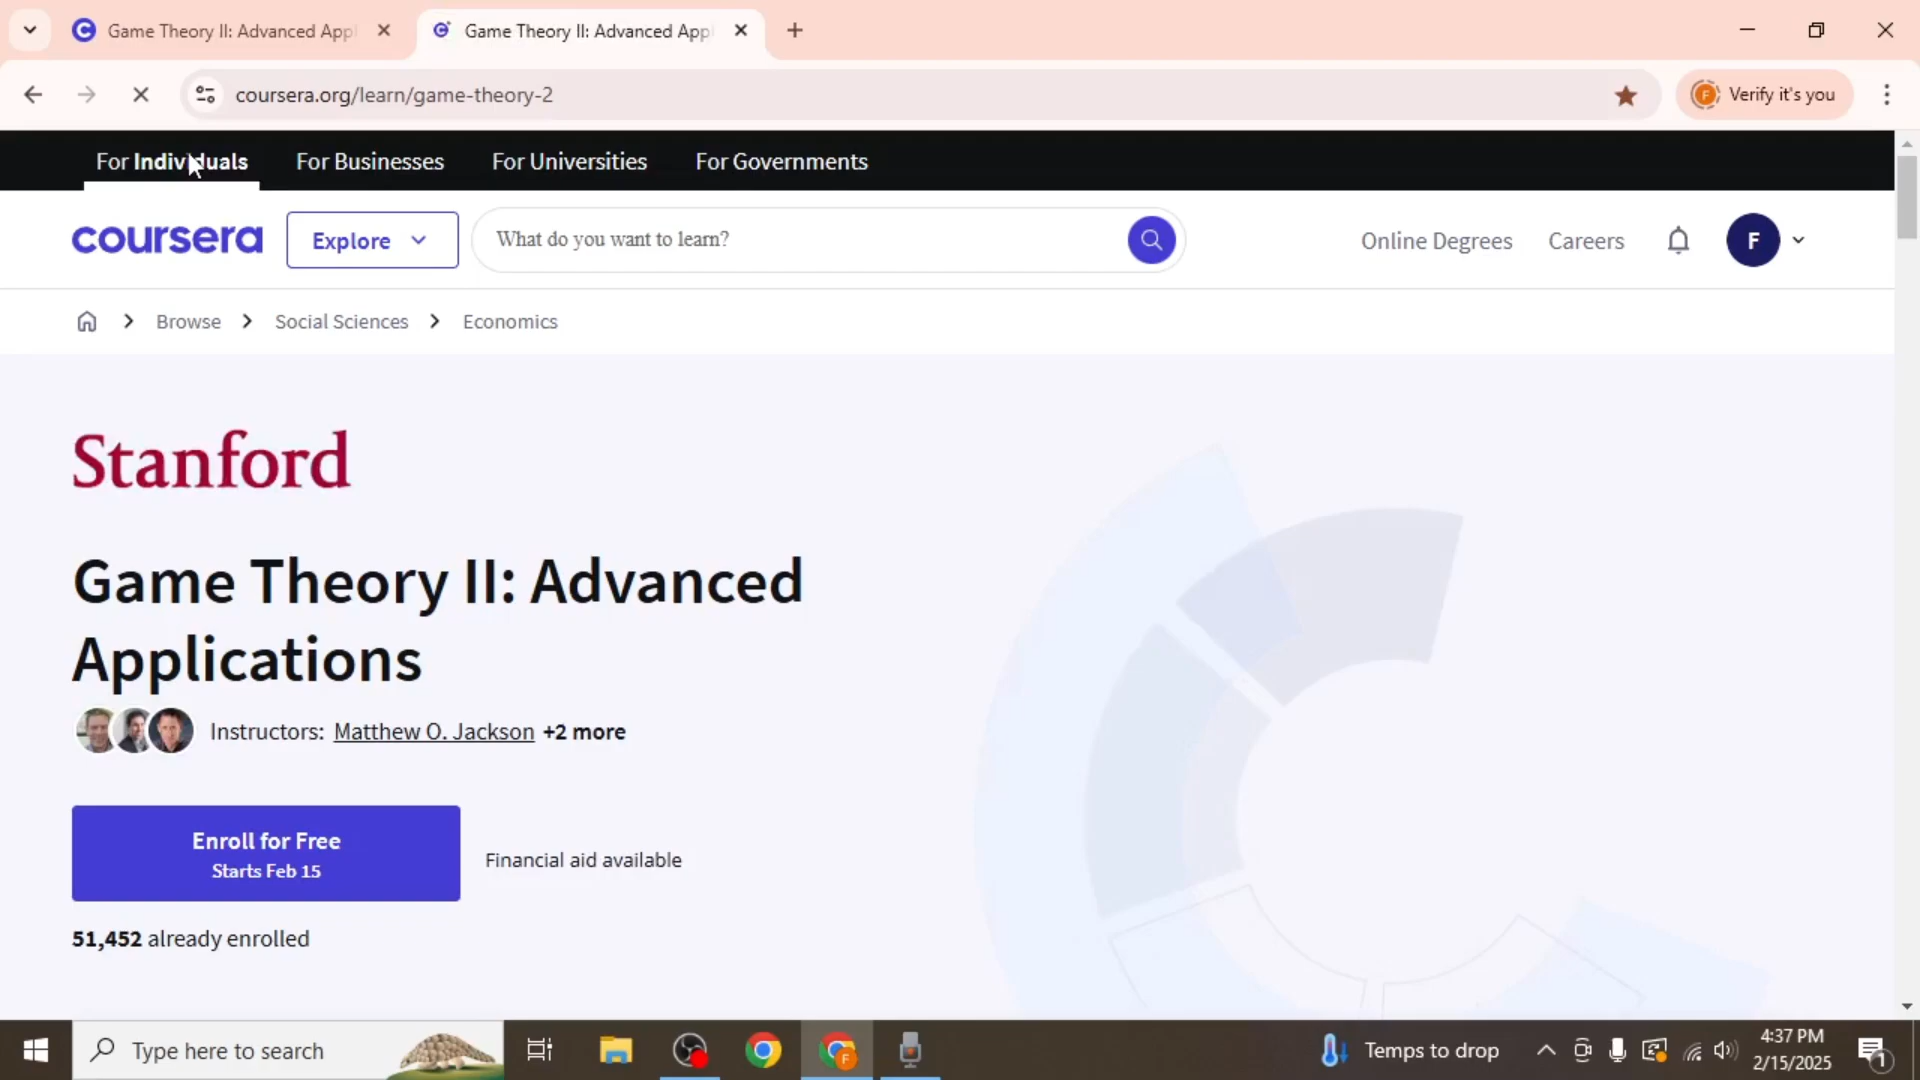 Game Theory II: Advanced App
Game Theory II: Advanced App
coursera.org/learn/game-theory-2
F
Verify it's you
For Individuals
For Businesses
For Universities
For Governments
coursera
Explore
What do you want to learn?
Online Degrees
Careers
F
Browse
Social Sciences
Economics
Stanford
Game Theory II: Advanced
Applications
Instructors: Matthew O. Jackson +2 more
Enroll for Free
Starts Feb 15
Financial aid available
51,452 already enrolled
Type here to search
F
Temps to drop
4:37 PM
2/15/2025
1